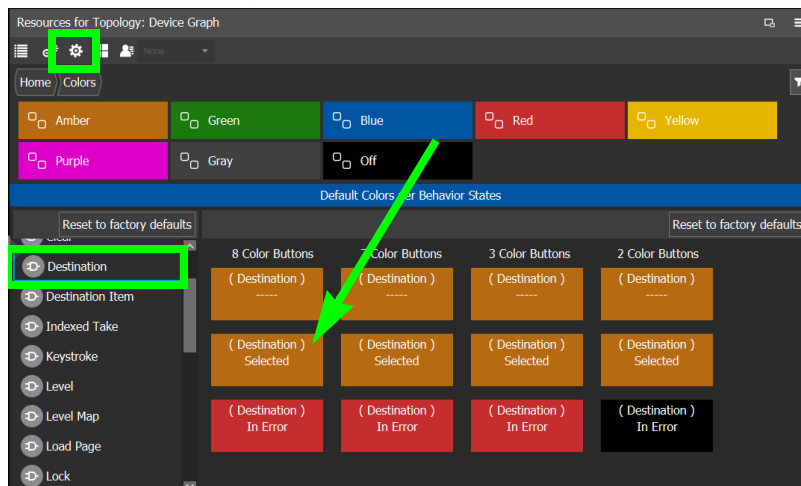 Resources for Topology: Device Graph
None
Home Colors
Amber Green Blue Red Yellow
Purple Gray Off
Default Colors per Behavior States
Reset to factory defaults Reset to factory defaults
Clear
Destination
Destination Item
Indexed Take
Keystroke
Level
Level Map
Load Page
Lock
8 Color Buttons 7 Color Buttons 3 Color Buttons 2 Color Buttons
( Destination ) ( Destination ) ( Destination ) ( Destination )
----- ----- ----- -----
( Destination ) ( Destination ) ( Destination ) ( Destination )
Selected Selected Selected Selected
( Destination ) ( Destination ) ( Destination ) ( Destination )
In Error In Error In Error In Error